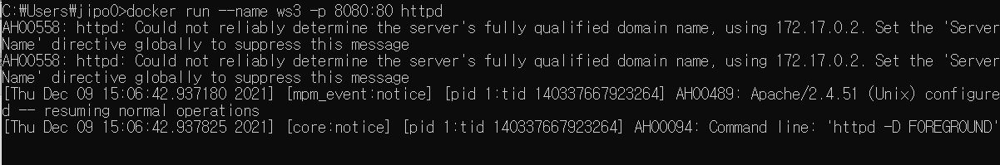 C:₩Users₩jipo0>docker run --name ws3 -p 8080:80 httpd
AH00558: httpd: Could not reliably determine the server's fully qualified domain name, using 172.17.0.2. Set the 'Server
Name' directive globally to suppress this message
AH00558: httpd: Could not reliably determine the server's fully qualified domain name, using 172.17.0.2. Set the 'Server
Name' directive globally to suppress this message
[Thu Dec 09 15:06:42.937180 2021] [mpm_event:notice] [pid 1:tid 140337667923264] AH00489: Apache/2.4.51 (Unix) configure
d -- resuming normal operations
[Thu Dec 09 15:06:42.937825 2021] [core:notice] [pid 1:tid 140337667923264] AH00094: Command line: 'httpd -D FOREGROUND'